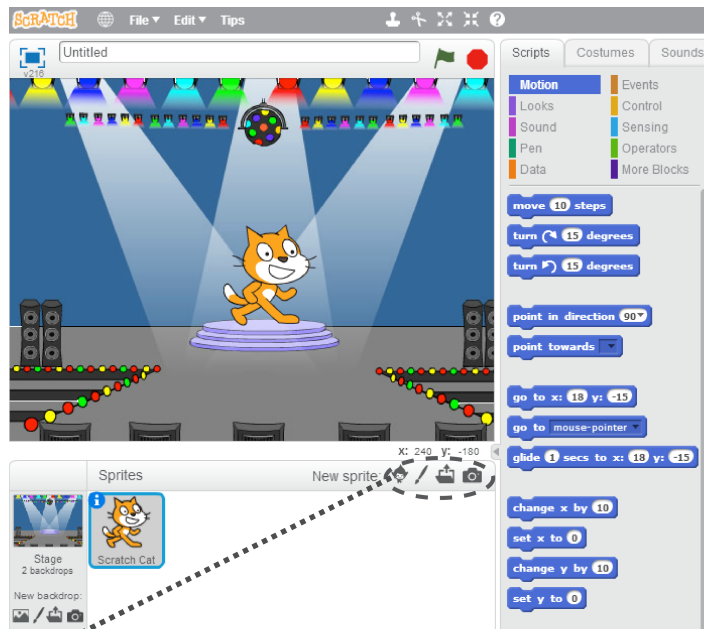 SCRATCH File▼ Edit▼ Tips
v216
Untitled
Scripts Costumes Sounds
Motion Events
Looks Control
Sound Sensing
Pen Operators
Data More Blocks
move 10 steps
turn 15 degrees
turn 15 degrees
point in direction 90▼
point towards
go to x: 18 y: -15
go to mouse-pointer
glide 1 secs to x: 18 y: -15
change x by 10
set x to 0
change y by 10
set y to 0
X: 240 y: -180
Sprites New sprite:
Stage
2 backdrops
Scratch Cat
New backdrop: